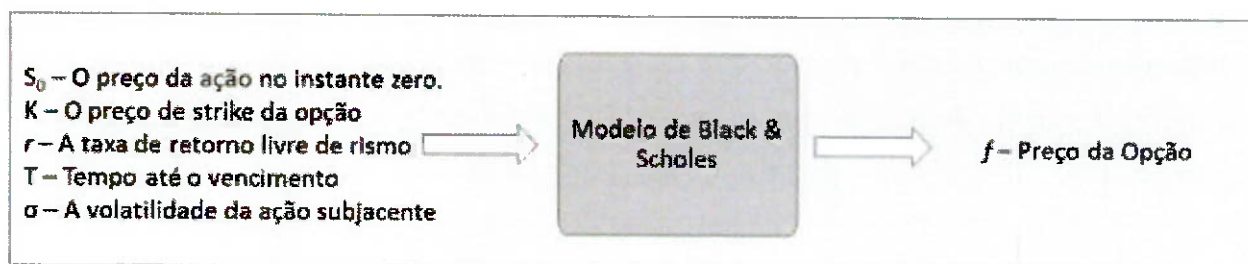 S₀ – O preço da ação no instante zero.
K – O preço de strike da opção
r – A taxa de retorno livre de rismo
T – Tempo até o vencimento
σ – A volatilidade da ação subjacente
Modelo de Black &
Scholes
f – Preço da Opção